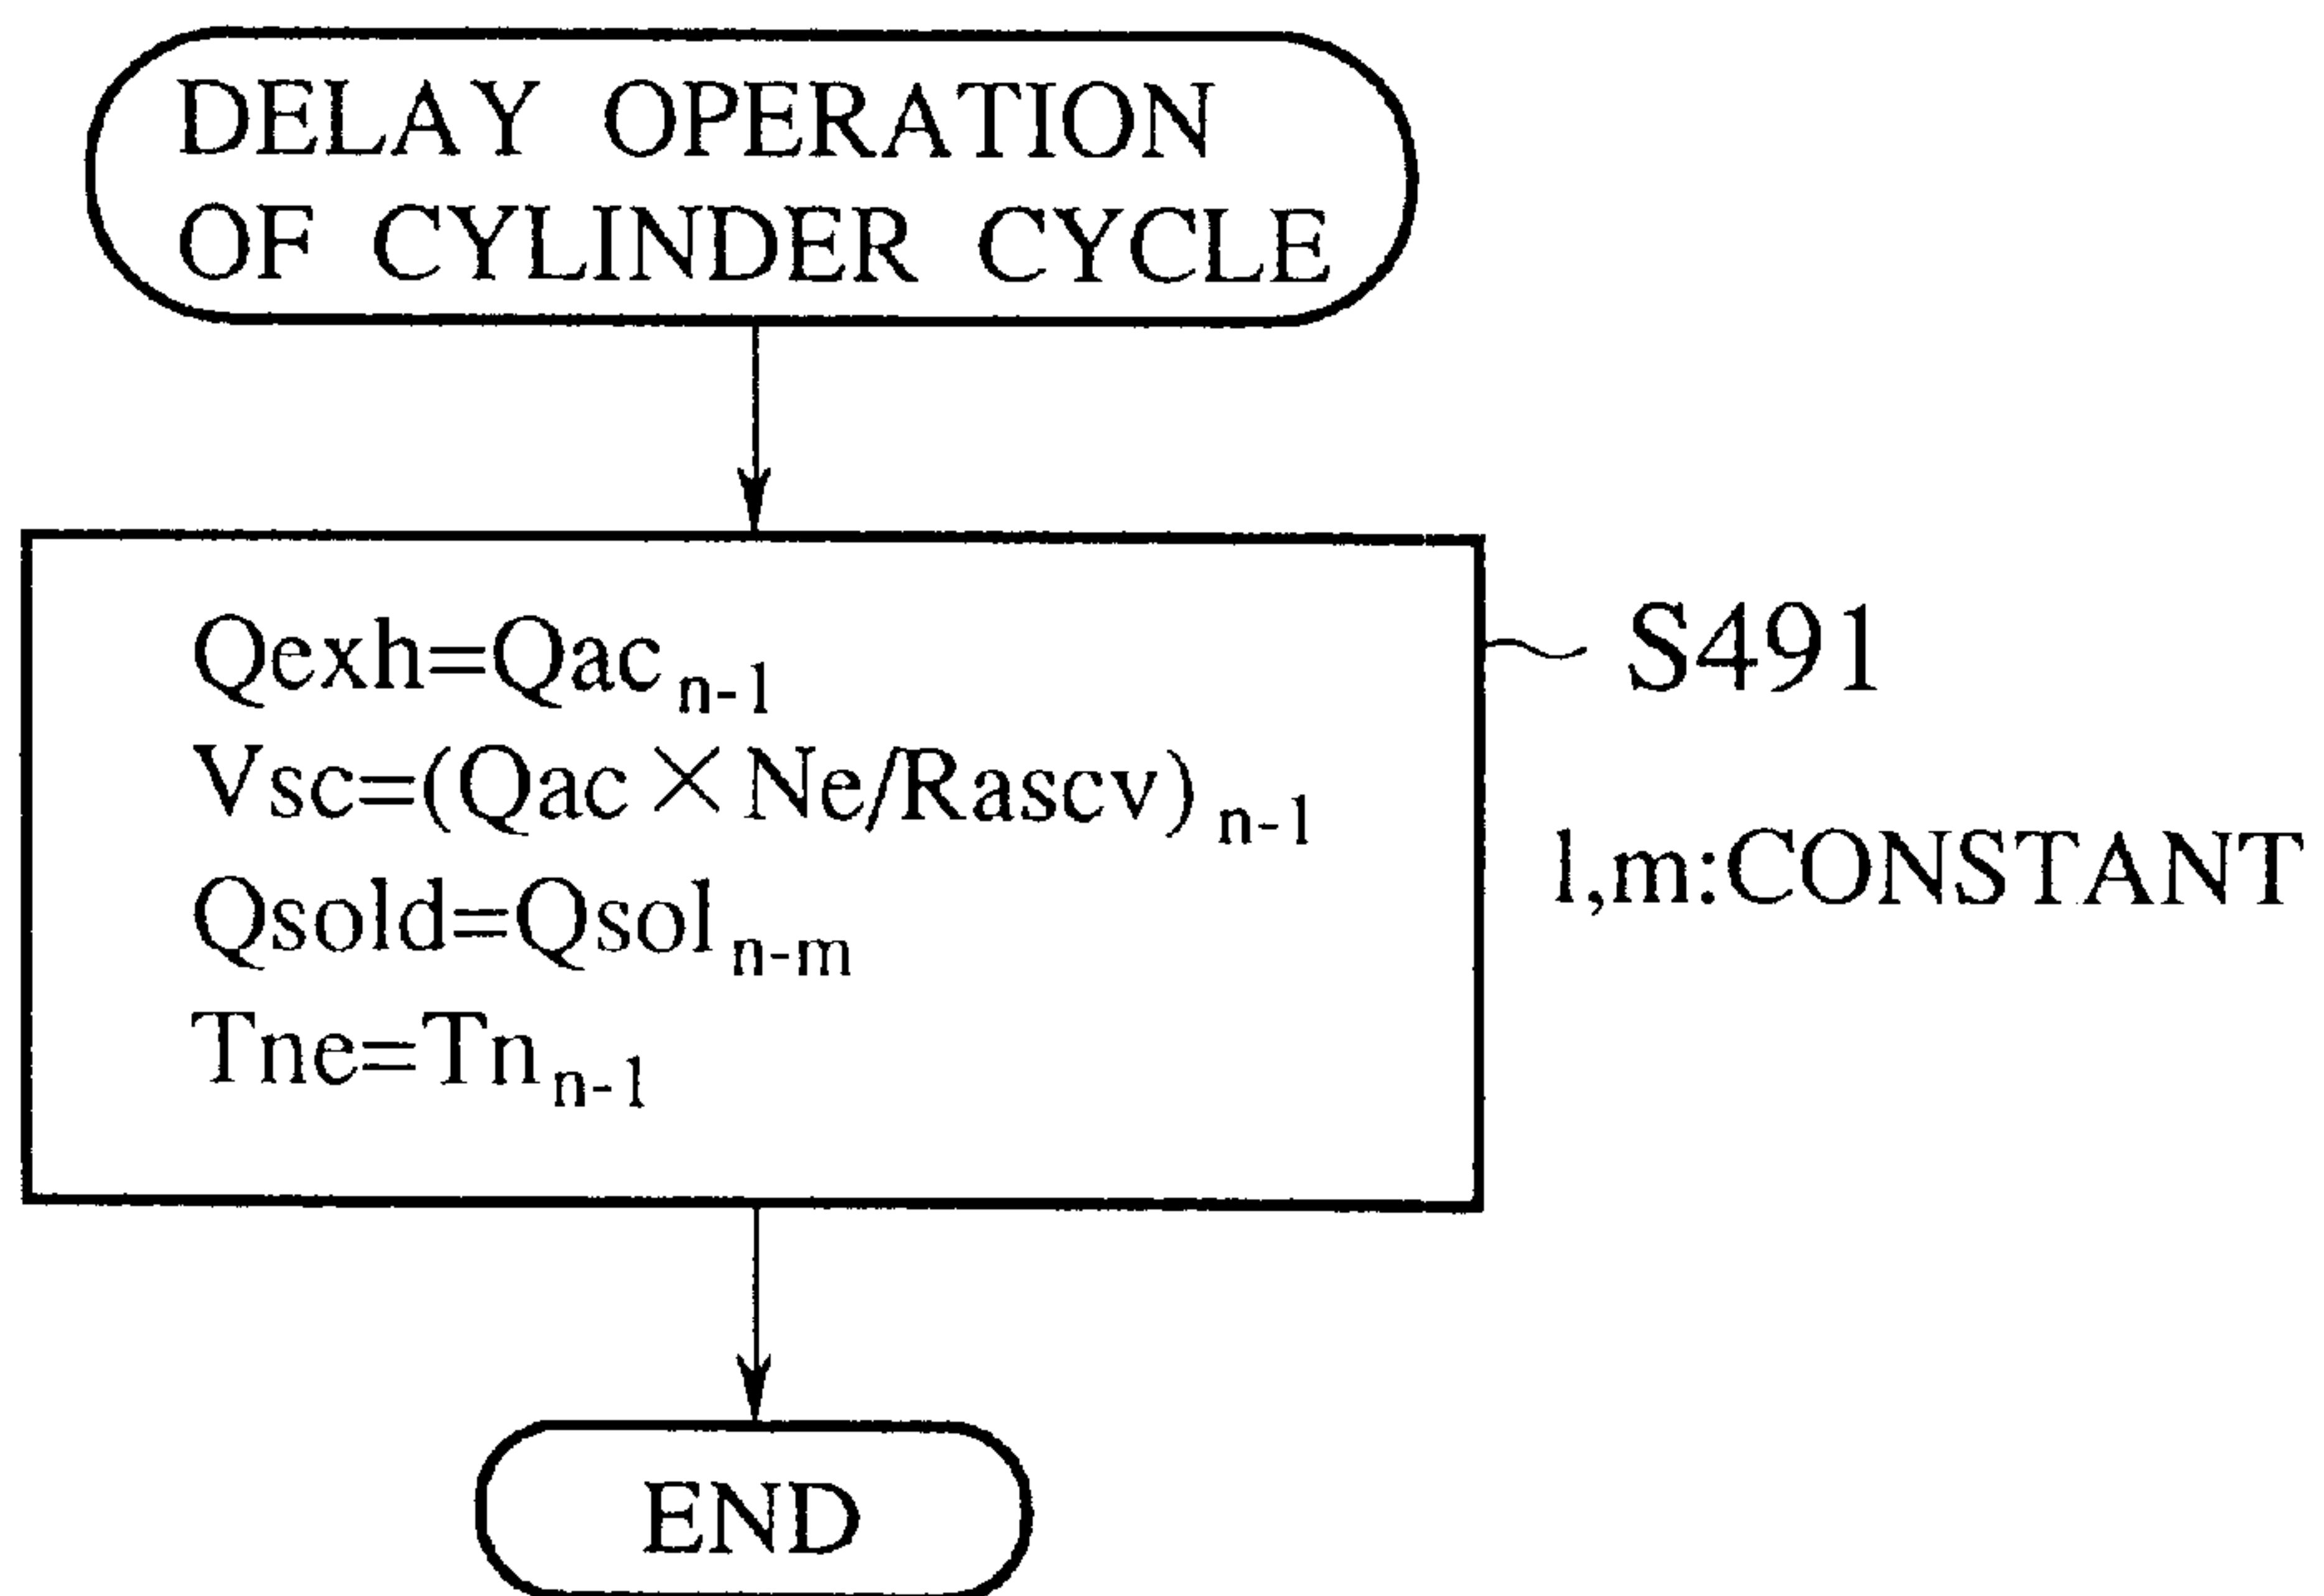 DELAY OPERATION
OF CYLINDER CYCLE
Qexh=Qac n-1
Vsc=(Qac×Ne/Rascv) n-1
Qsold=Qsol n-m
Tne=Tn n-1
S491
l,m:CONSTANT
END